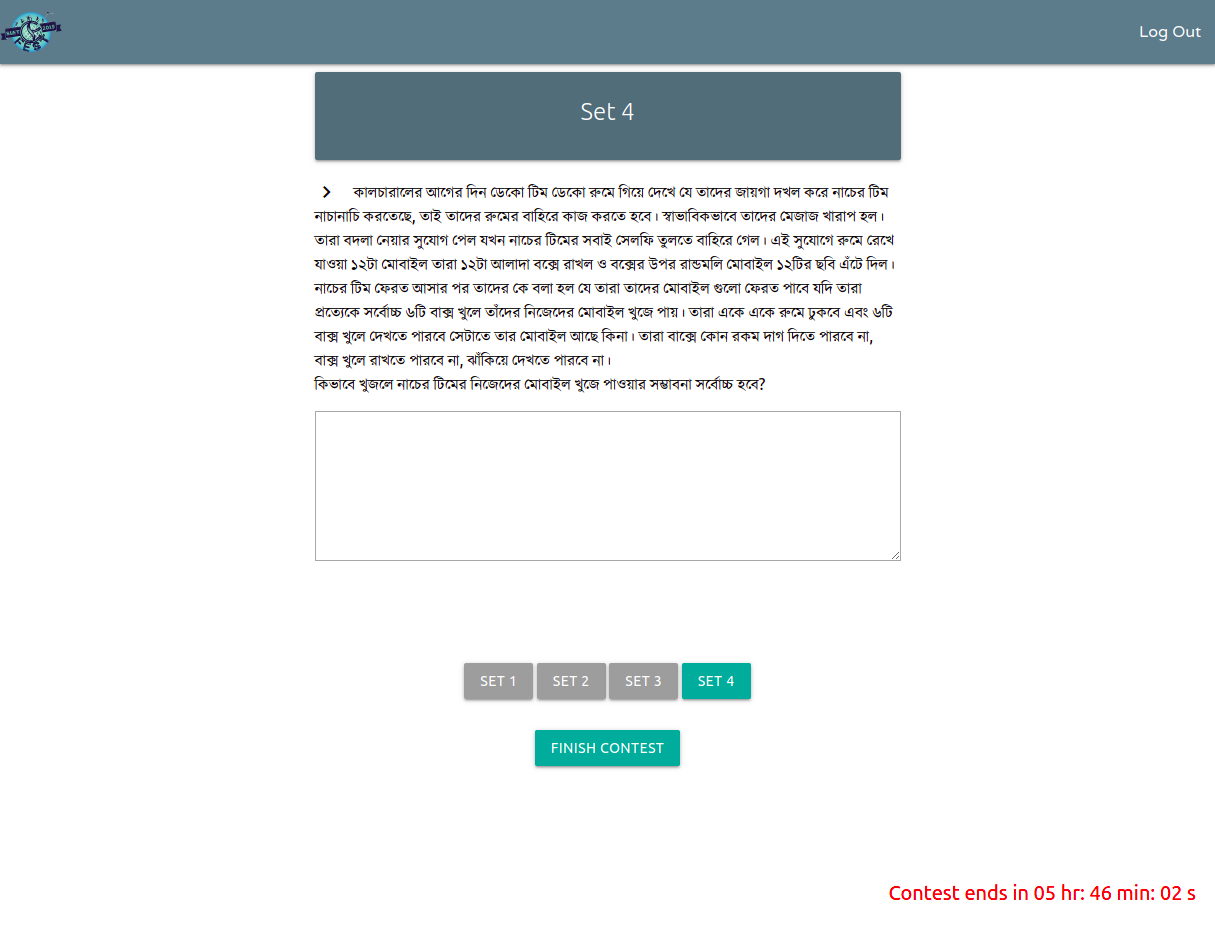 FEST
2015
Log Out
Set 4
কালচারালের আগের দিন ডেকো টিম ডেকো রুমে গিয়ে দেখে যে তাদের জায়গা দখল করে নাচের টিম
নাচানাচি করতেছে, তাই তাদের রুমের বাহিরে কাজ করতে হবে। স্বাভাবিকভাবে তাদের মেজাজ খারাপ হল।
তারা বদলা নেয়ার সুযোগ পেল যখন নাচের টিমের সবাই সেলফি তুলতে বাহিরে গেল। এই সুযোগে রুমে রেখে
যাওয়া ১২টা মোবাইল তারা ১২টা আলাদা বক্সে রাখল ও বক্সের উপর রান্ডমলি মোবাইল ১২টির ছবি এঁটে দিল।
নাচের টিম ফেরত আসার পর তাদের কে বলা হল যে তারা তাদের মোবাইল গুলো ফেরত পাবে যদি তারা
প্রত্যেকে সর্বোচ্চ ৬টি বাক্স খুলে তাঁদের নিজেদের মোবাইল খুজে পায়। তারা একে একে রুমে ঢুকবে এবং ৬টি
বাক্স খুলে দেখতে পারবে সেটাতে তার মোবাইল আছে কিনা। তারা বাক্সে কোন রকম দাগ দিতে পারবে না,
বাক্স খুলে রাখতে পারবে না, ঝাঁকিয়ে দেখতে পারবে না।
কিভাবে খুজলে নাচের টিমের নিজেদের মোবাইল খুজে পাওয়ার সম্ভাবনা সর্বোচ্চ হবে?
SET 1 SET 2 SET 3 SET 4
FINISH CONTEST
Contest ends in 05 hr: 46 min: 02 s